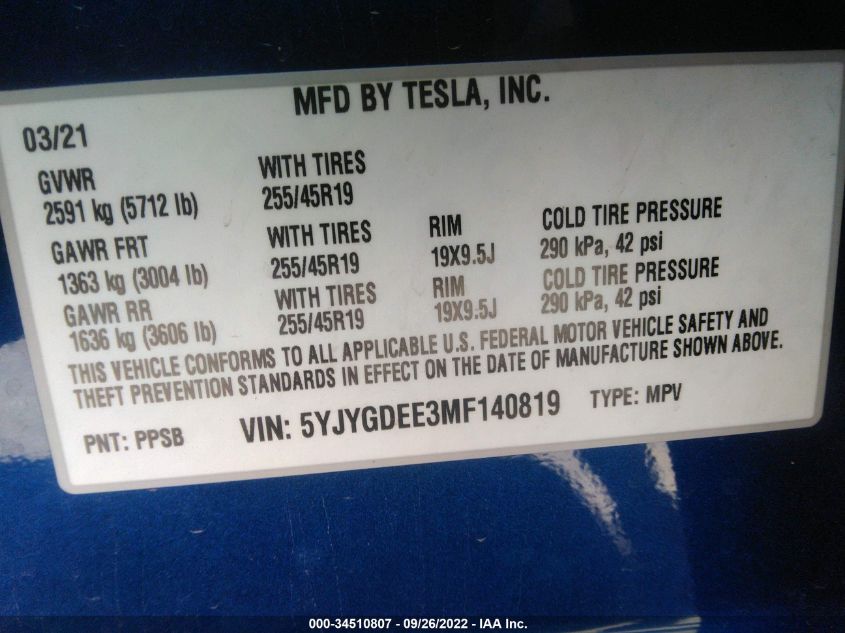 MFD BY TESLA, INC.
03/21
GVWR WITH TIRES
2591 kg (5712 lb) 255/45R19
GAWR FRT WITH TIRES RIM COLD TIRE PRESSURE
1363 kg (3004 lb) 255/45R19 19X9.5J 290 kPa, 42 psi
GAWR RR WITH TIRES RIM COLD TIRE PRESSURE
1636 kg (3606 lb) 255/45R19 19X9.5J 290 kPa, 42 psi
THIS VEHICLE CONFORMS TO ALL APPLICABLE U.S. FEDERAL MOTOR VEHICLE SAFETY AND
THEFT PREVENTION STANDARDS IN EFFECT ON THE DATE OF MANUFACTURE SHOWN ABOVE.
PNT: PPSB VIN: 5YJYGDEE3MF140819 TYPE: MPV
000-34510807 - 09/26/2022 - IAA Inc.